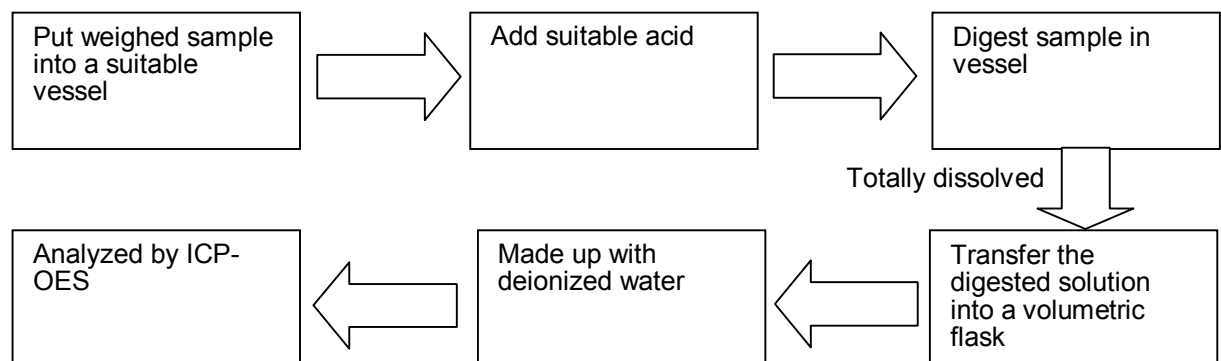 Put weighed sample
into a suitable
vessel
Add suitable acid
Digest sample in
vessel
Totally dissolved
Transfer the
digested solution
into a volumetric
flask
Made up with
deionized water
Analyzed by ICP-
OES